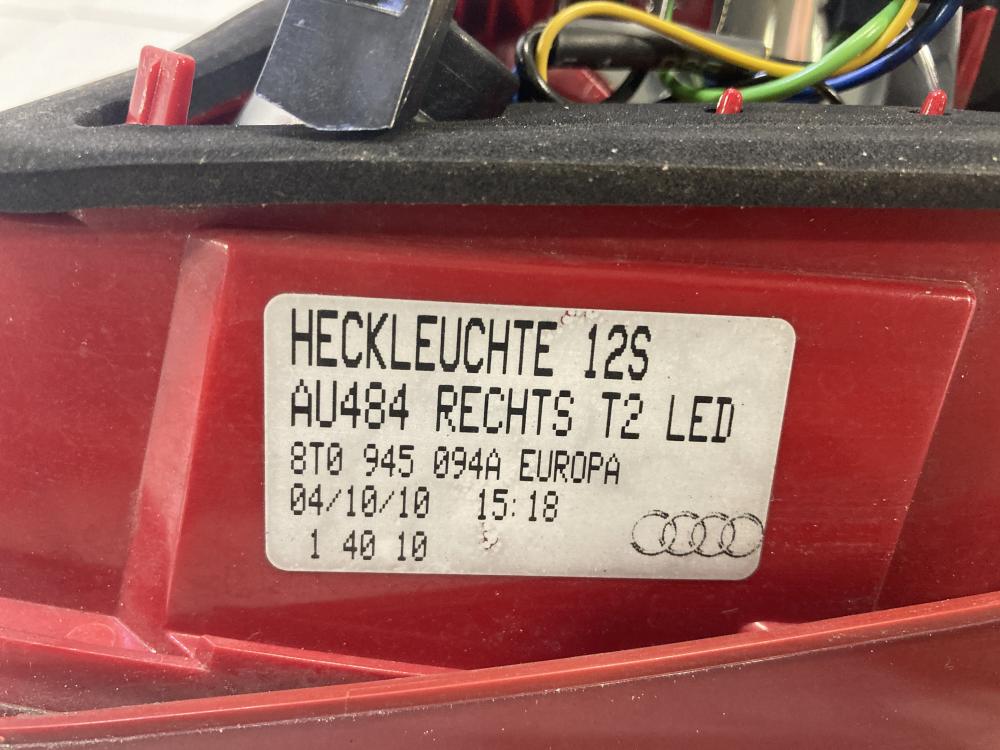 HECKLEUCHTE 12S
AU484 RECHTS T2 LED
8T0 945 094A EUROPA
04/10/10 15:18
1 40 10